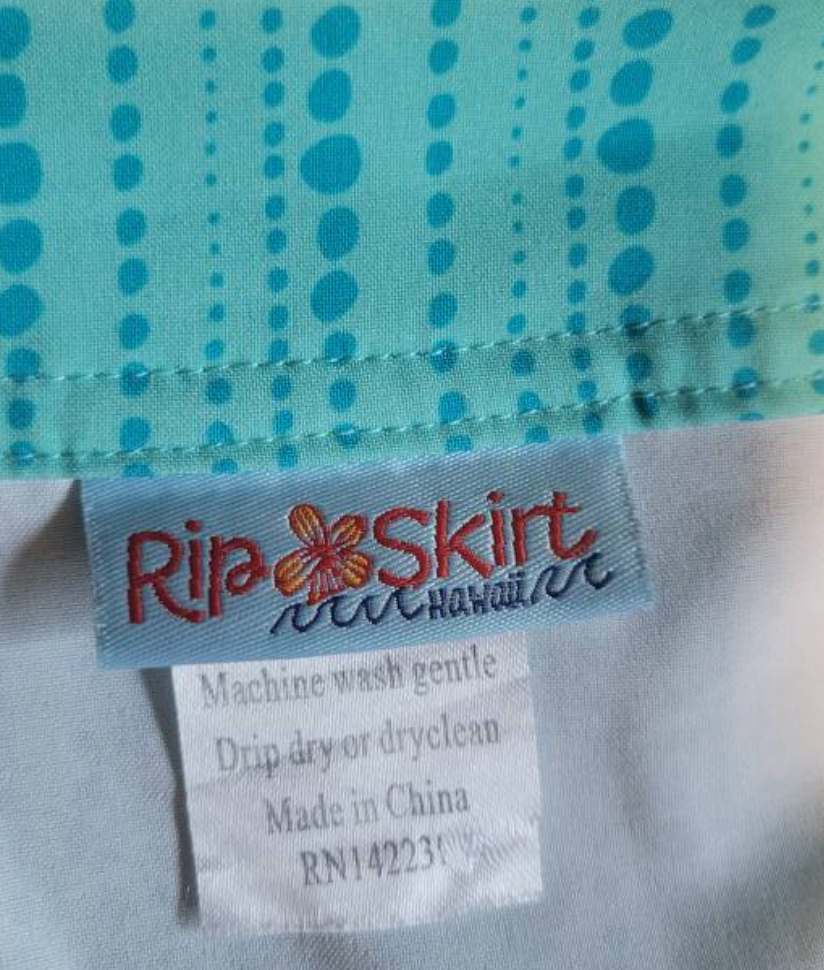 Rip Skirt
Hawaii
Machine wash gentle
Drip dry or dryclean
Made in China